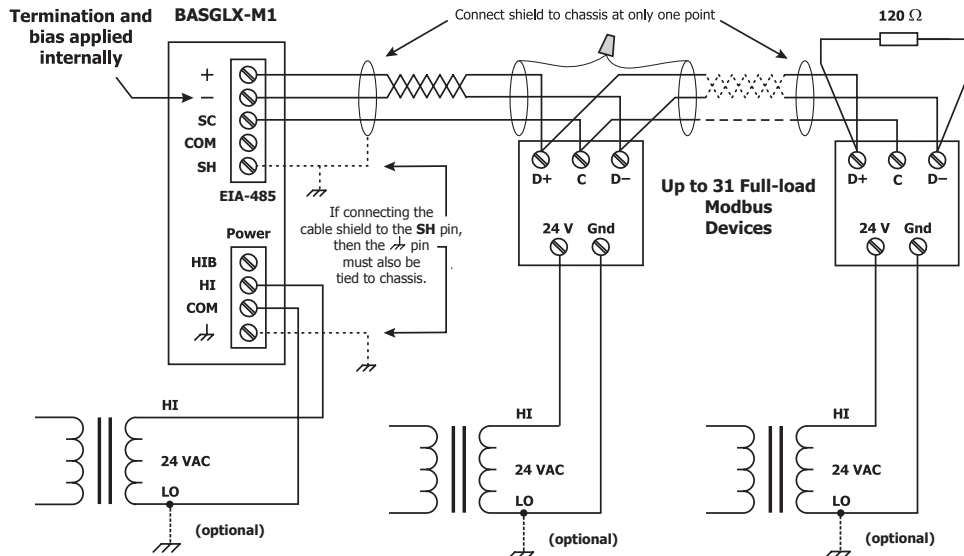 Termination and
bias applied
internally
BASGLX-M1
Connect shield to chassis at only one point
120 Ω
+
−
SC
COM
SH
EIA-485
D+ C D−
D+ C D−
Up to 31 Full-load
Modbus
Devices
If connecting the
cable shield to the SH pin,
then the pin
must also be
tied to chassis.
Power
HIB
HI
COM
24 V Gnd
24 V Gnd
HI
24 VAC
LO
(optional)
HI
24 VAC
LO
(optional)
HI
24 VAC
LO
(optional)